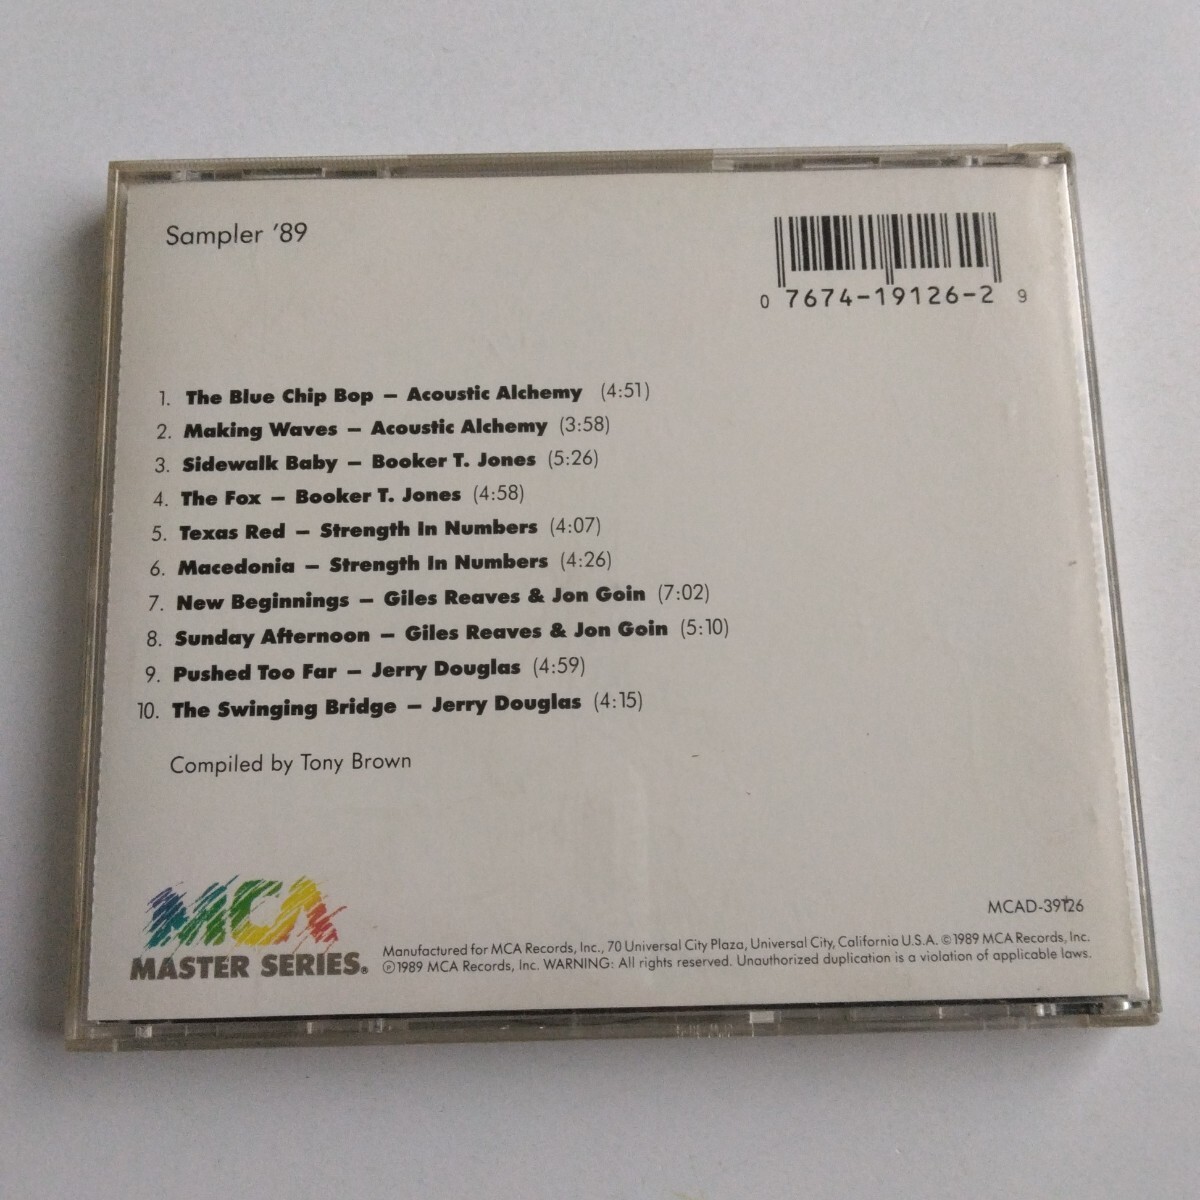 Sampler '89
0 7674-19126-2 9
1. The Blue Chip Bop – Acoustic Alchemy (4:51)
2. Making Waves – Acoustic Alchemy (3:58)
3. Sidewalk Baby – Booker T. Jones (5:26)
4. The Fox – Booker T. Jones (4:58)
5. Texas Red – Strength In Numbers (4:07)
6. Macedonia – Strength In Numbers (4:26)
7. New Beginnings – Giles Reaves & Jon Goin (7:02)
8. Sunday Afternoon – Giles Reaves & Jon Goin (5:10)
9. Pushed Too Far – Jerry Douglas (4:59)
10. The Swinging Bridge – Jerry Douglas (4:15)
Compiled by Tony Brown
MCA
MASTER SERIES®
MCAD-39126
Manufactured for MCA Records, Inc., 70 Universal City Plaza, Universal City, California U.S.A. ©1989 MCA Records, Inc.
℗1989 MCA Records, Inc. WARNING: All rights reserved. Unauthorized duplication is a violation of applicable laws.